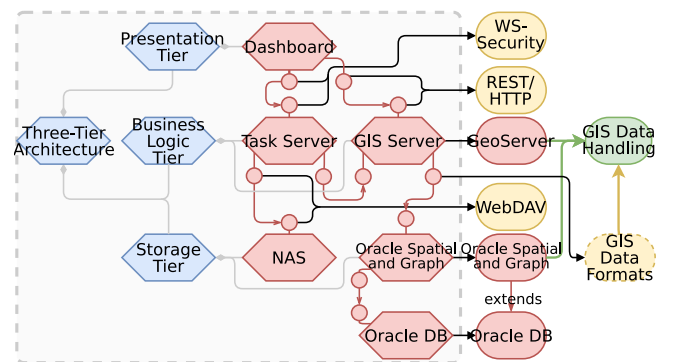 Presentation
Tier
Dashboard
WS-
Security
REST/
HTTP
Three-Tier
Architecture
Business
Logic
Tier
Task Server
GIS Server
GeoServer
GIS Data
Handling
WebDAV
Storage
Tier
NAS
Oracle Spatial
and Graph
Oracle Spatial
and Graph
GIS
Data
Formats
extends
Oracle DB
Oracle DB